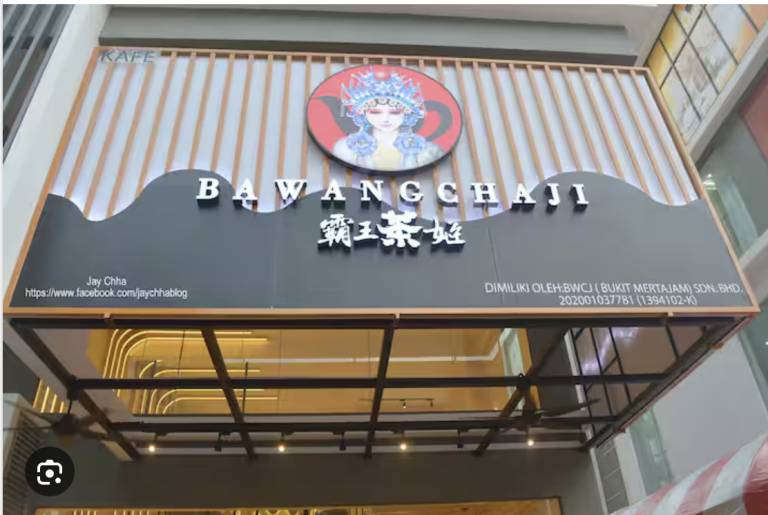 KAFE
BAWANGCHAJI
霸王茶姬
Jay Chha
https://www.facebook.com/jaychhablog
DIMILIKI OLEH:BWCJ ( BUKIT MERTAJAM) SDN. BHD.
202001037781 (1394102-K)